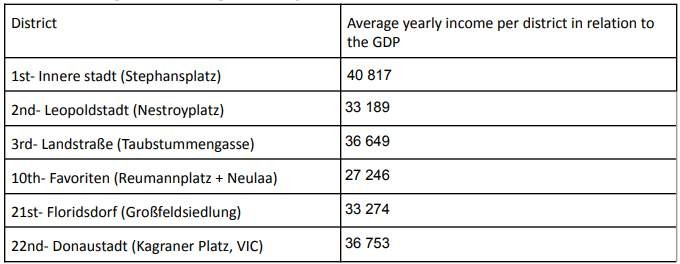 District
Average yearly income per district in relation to
the GDP
1st- Innere stadt (Stephansplatz)
40 817
2nd- Leopoldstadt (Nestroyplatz)
33 189
3rd- Landstraße (Taubstummengasse)
36 649
10th- Favoriten (Reumannplatz + Neulaa)
27 246
21st- Floridsdorf (Großfeldsiedlung)
33 274
22nd- Donaustadt (Kagraner Platz, VIC)
36 753